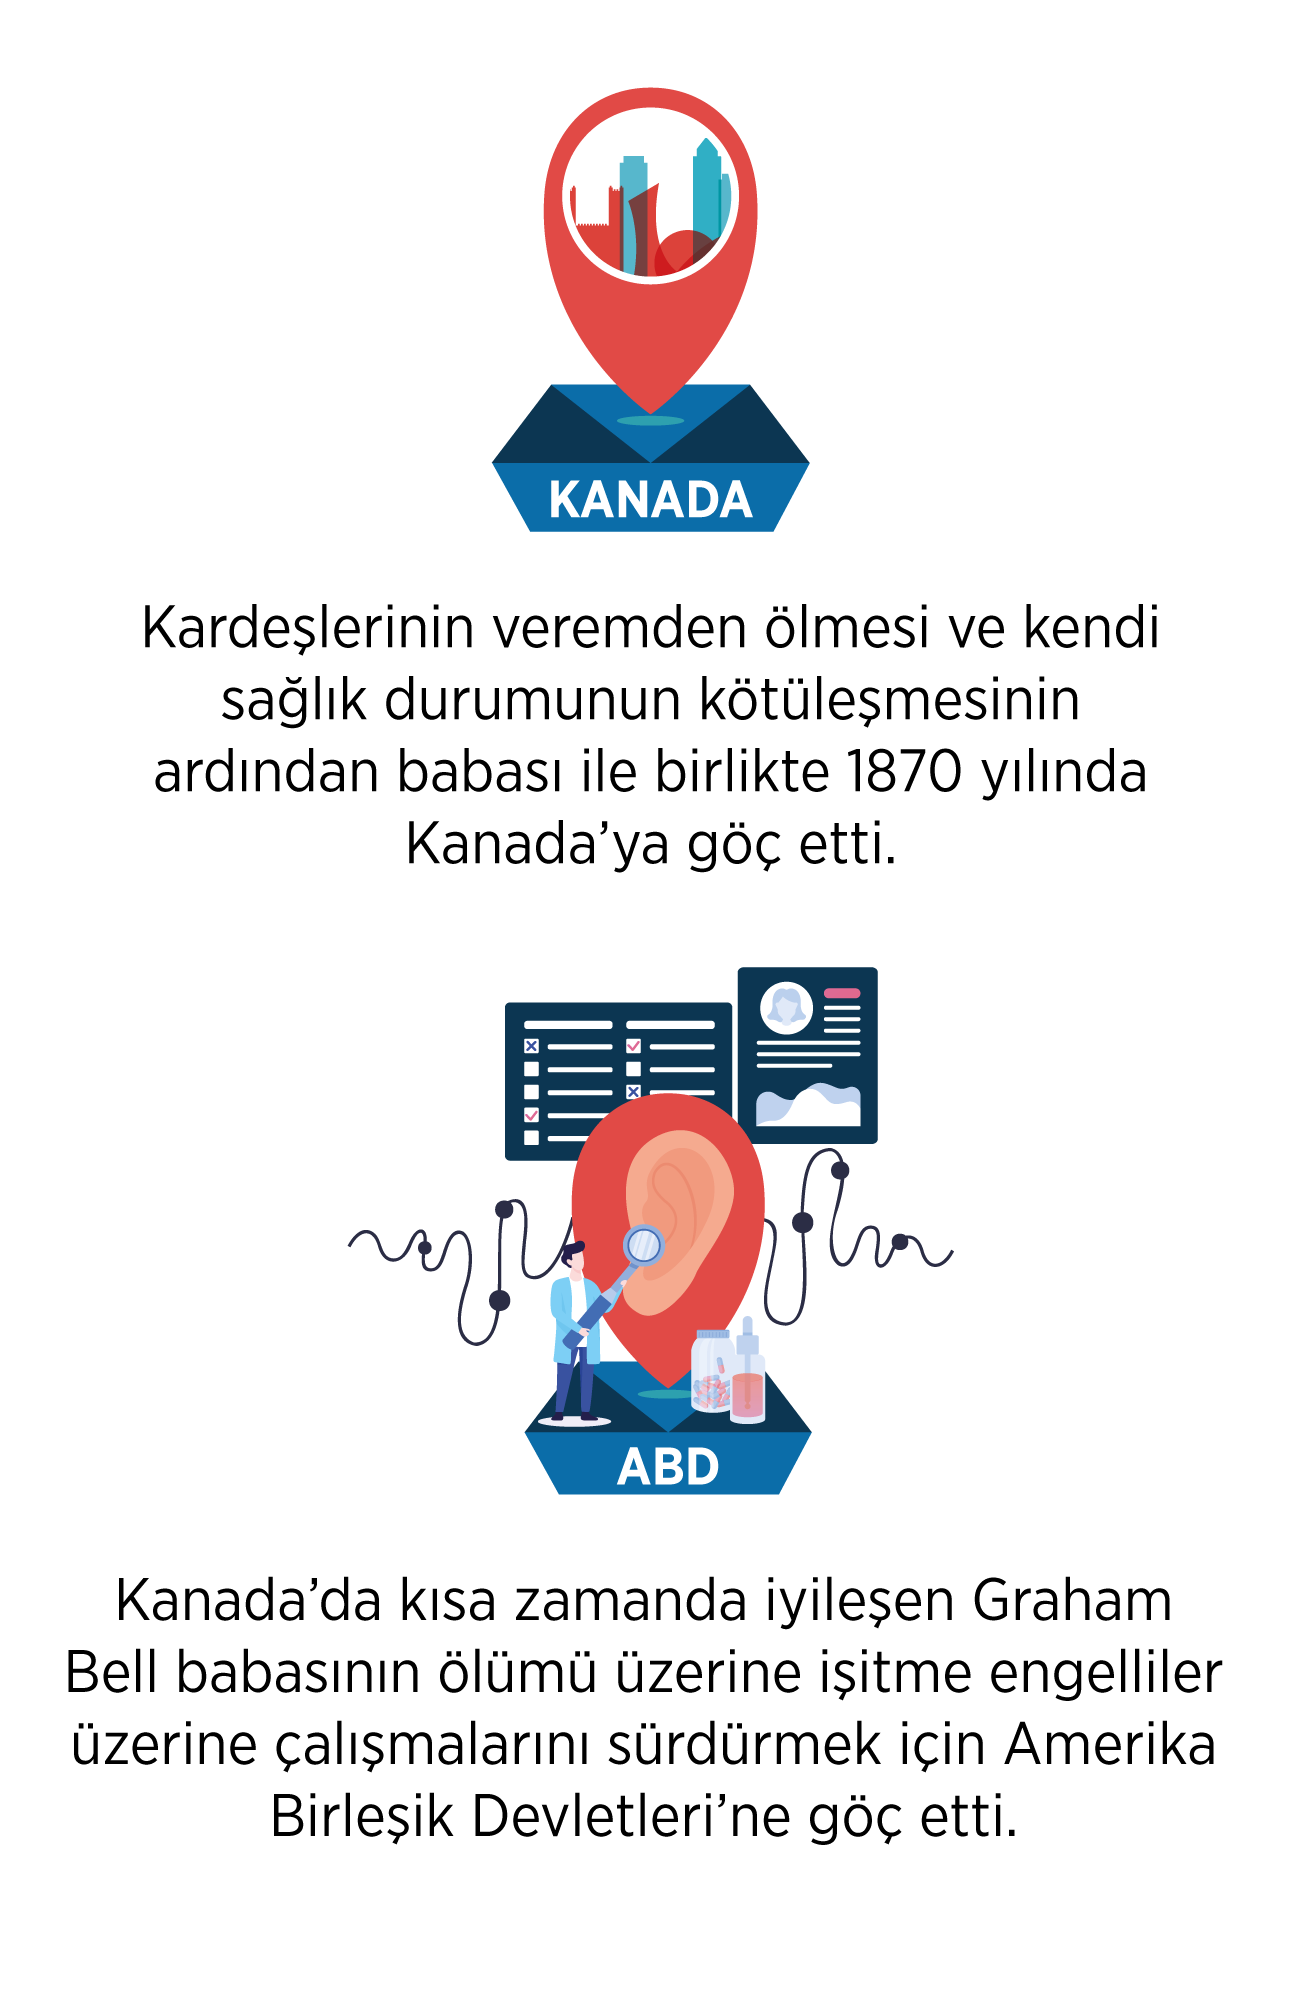 KANADA
Kardeşlerinin veremden ölmesi ve kendi
sağlık durumunun kötüleşmesinin
ardından babası ile birlikte 1870 yılında
Kanada’ya göç etti.
ABD
Kanada’da kısa zamanda iyileşen Graham
Bell babasının ölümü üzerine işitme engelliler
üzerine çalışmalarını sürdürmek için Amerika
Birleşik Devletleri’ne göç etti.